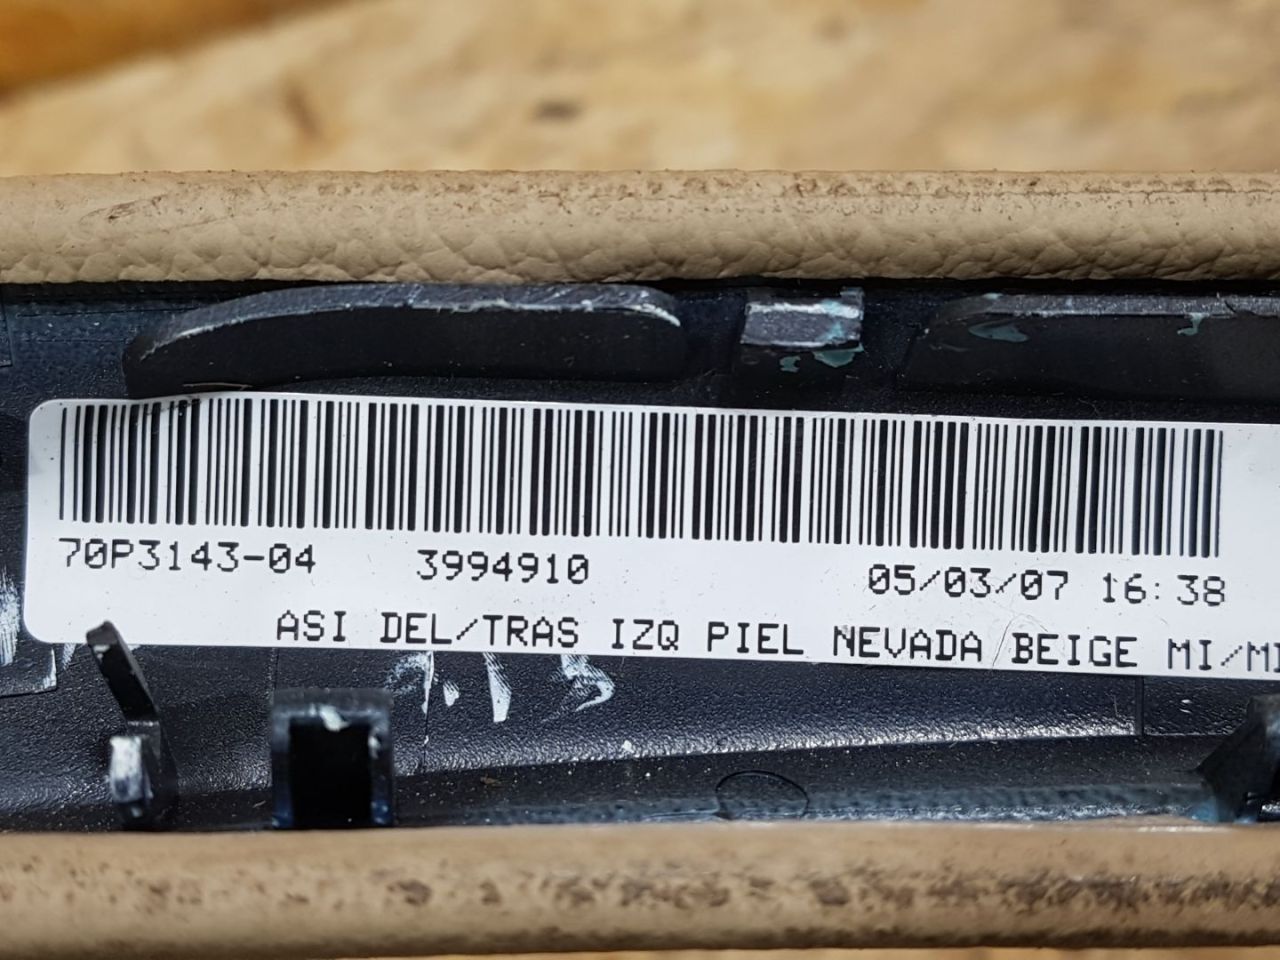 70P3143-04 3994910 05/03/07 16:38
ASI DEL/TRAS IZQ PIEL NEVADA BEIGE MI/MI